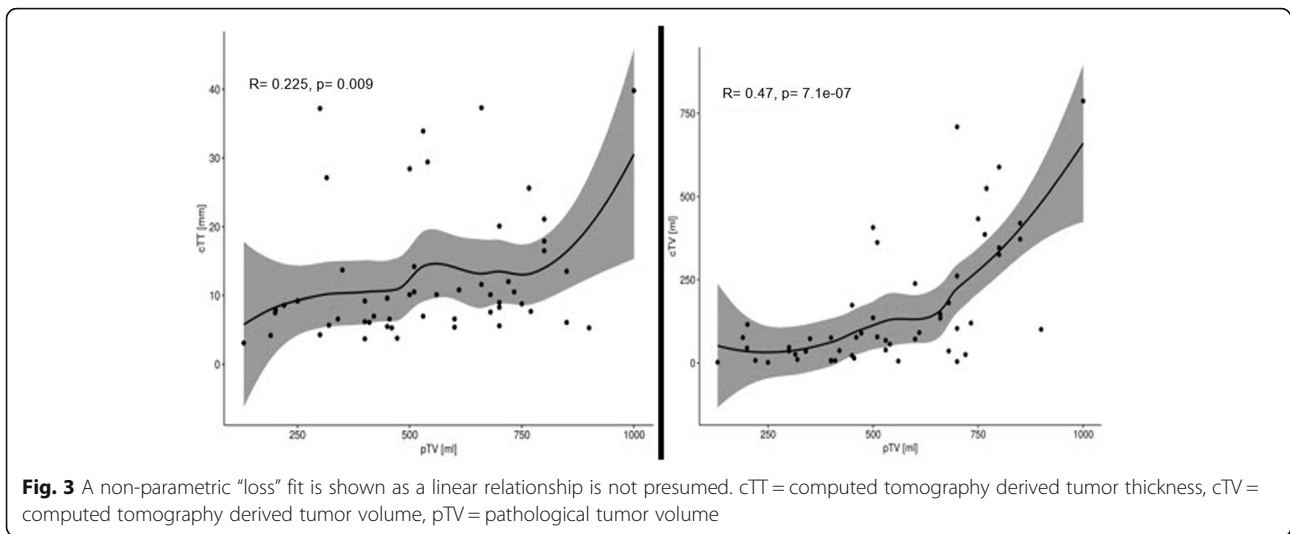 R= 0.225, p= 0.009
40
30
20
10
0
cTT [mm]
250
500
750
1000
pTV [ml]
R= 0.47, p= 7.1e-07
750
500
250
0
cTV [ml]
250
500
750
1000
pTV [ml]
Fig. 3 A non-parametric “loss” fit is shown as a linear relationship is not presumed. cTT = computed tomography derived tumor thickness, cTV =
computed tomography derived tumor volume, pTV = pathological tumor volume